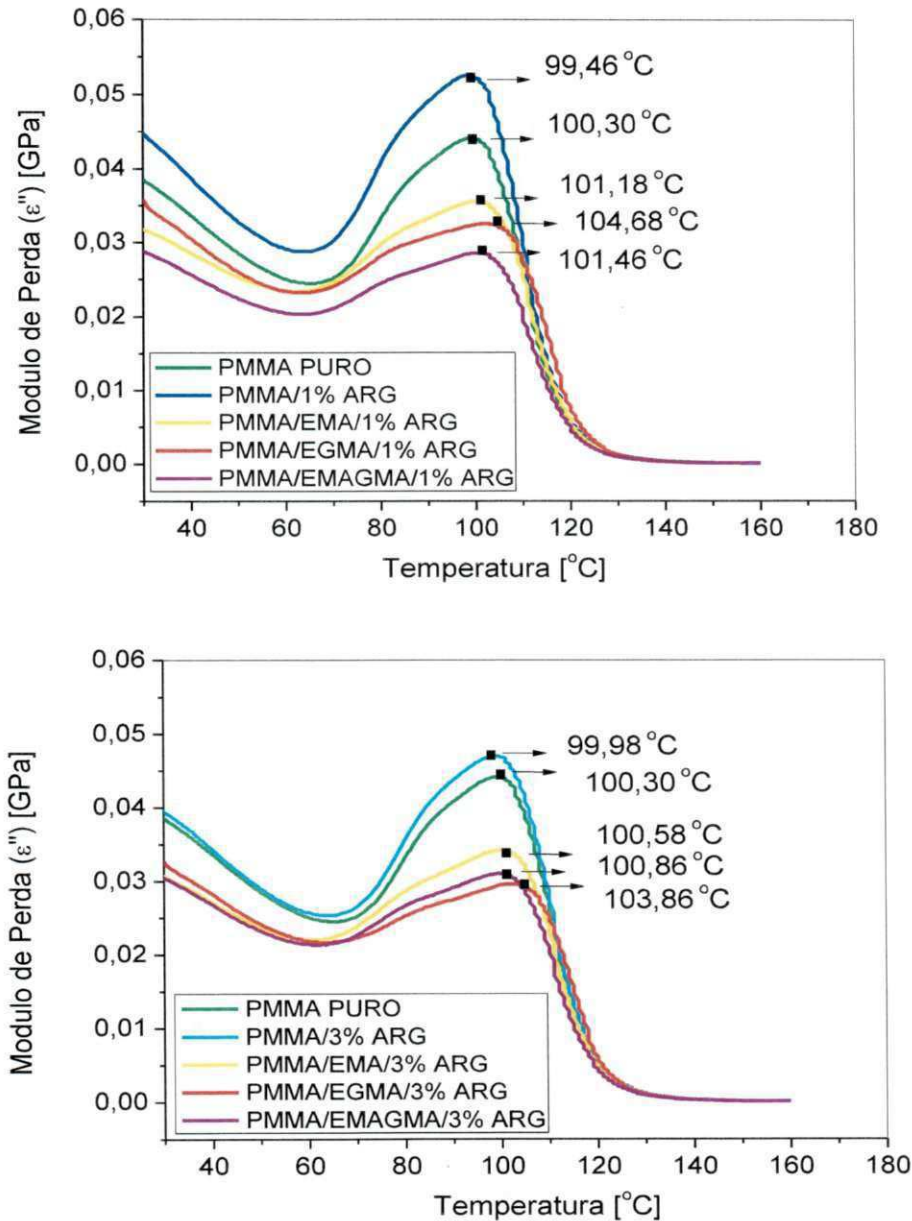 0,06
0,05
0,04
0,03
0,02
0,01
0,00
Modulo de Perda (ε") [GPa]
99,46 °C
100,30 °C
101,18 °C
104,68 °C
101,46 °C
PMMA PURO
PMMA/1% ARG
PMMA/EMA/1% ARG
PMMA/EGMA/1% ARG
PMMA/EMAGMA/1% ARG
40 60 80 100 120 140 160 180
Temperatura [°C]
0,06
0,05
0,04
0,03
0,02
0,01
0,00
Modulo de Perda (ε") [GPa]
99,98 °C
100,30 °C
100,58 °C
100,86 °C
103,86 °C
PMMA PURO
PMMA/3% ARG
PMMA/EMA/3% ARG
PMMA/EGMA/3% ARG
PMMA/EMAGMA/3% ARG
40 60 80 100 120 140 160 180
Temperatura [°C]